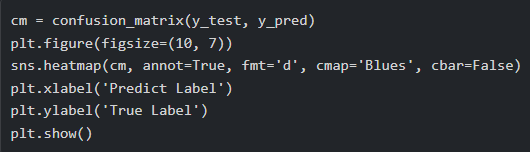 cm = confusion_matrix(y_test, y_pred)
plt.figure(figsize=(10, 7))
sns.heatmap(cm, annot=True, fmt='d', cmap='Blues', cbar=False)
plt.xlabel('Predict Label')
plt.ylabel('True Label')
plt.show()